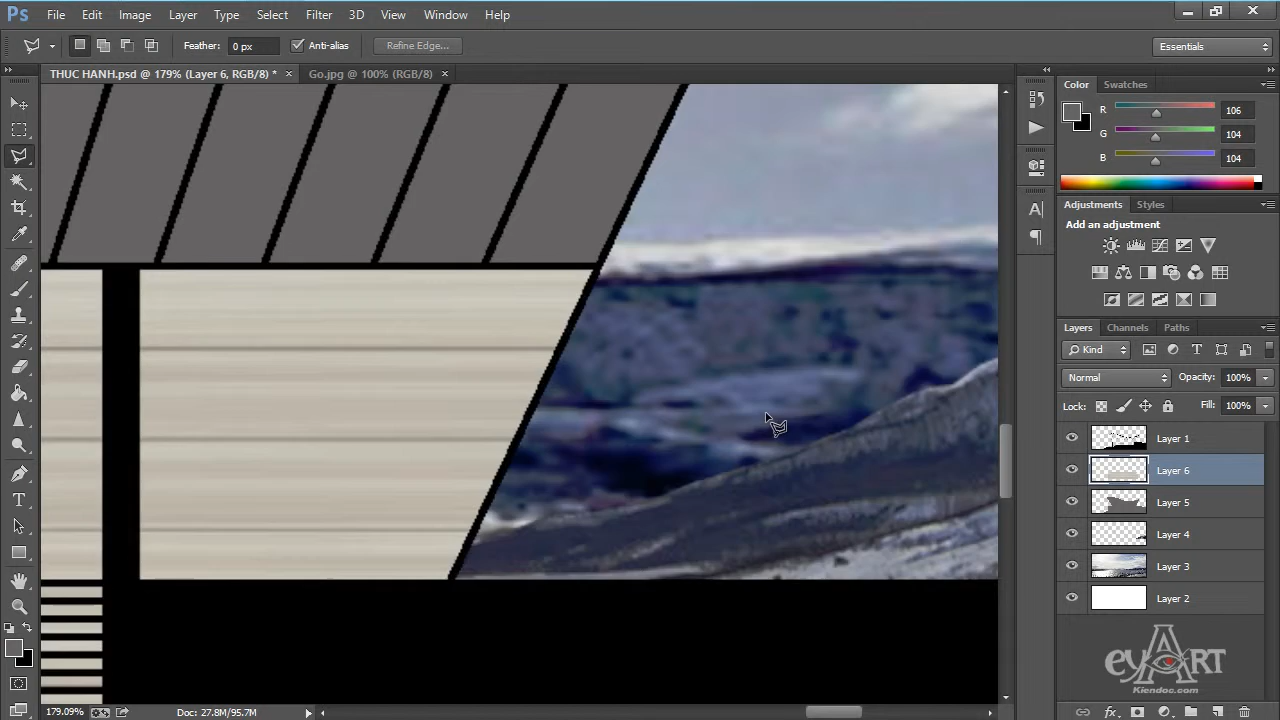 Ps File Edit Image Layer Type Select Filter 3D View Window Help
Feather: 0 px Anti-alias Refine Edge... Essentials
THUC HANH.psd @ 179% (Layer 6, RGB/8) * Go.jpg @ 100% (RGB/8)
Color Swatches
R 106
G 104
B 104
Adjustments Styles
Add an adjustment
Layers Channels Paths
Kind
Normal Opacity: 100%
Lock: Fill: 100%
Layer 1
Layer 6
Layer 5
Layer 4
Layer 3
Layer 2
eyART
Kiendoc.com
179.09% Doc: 27.8M/95.7M